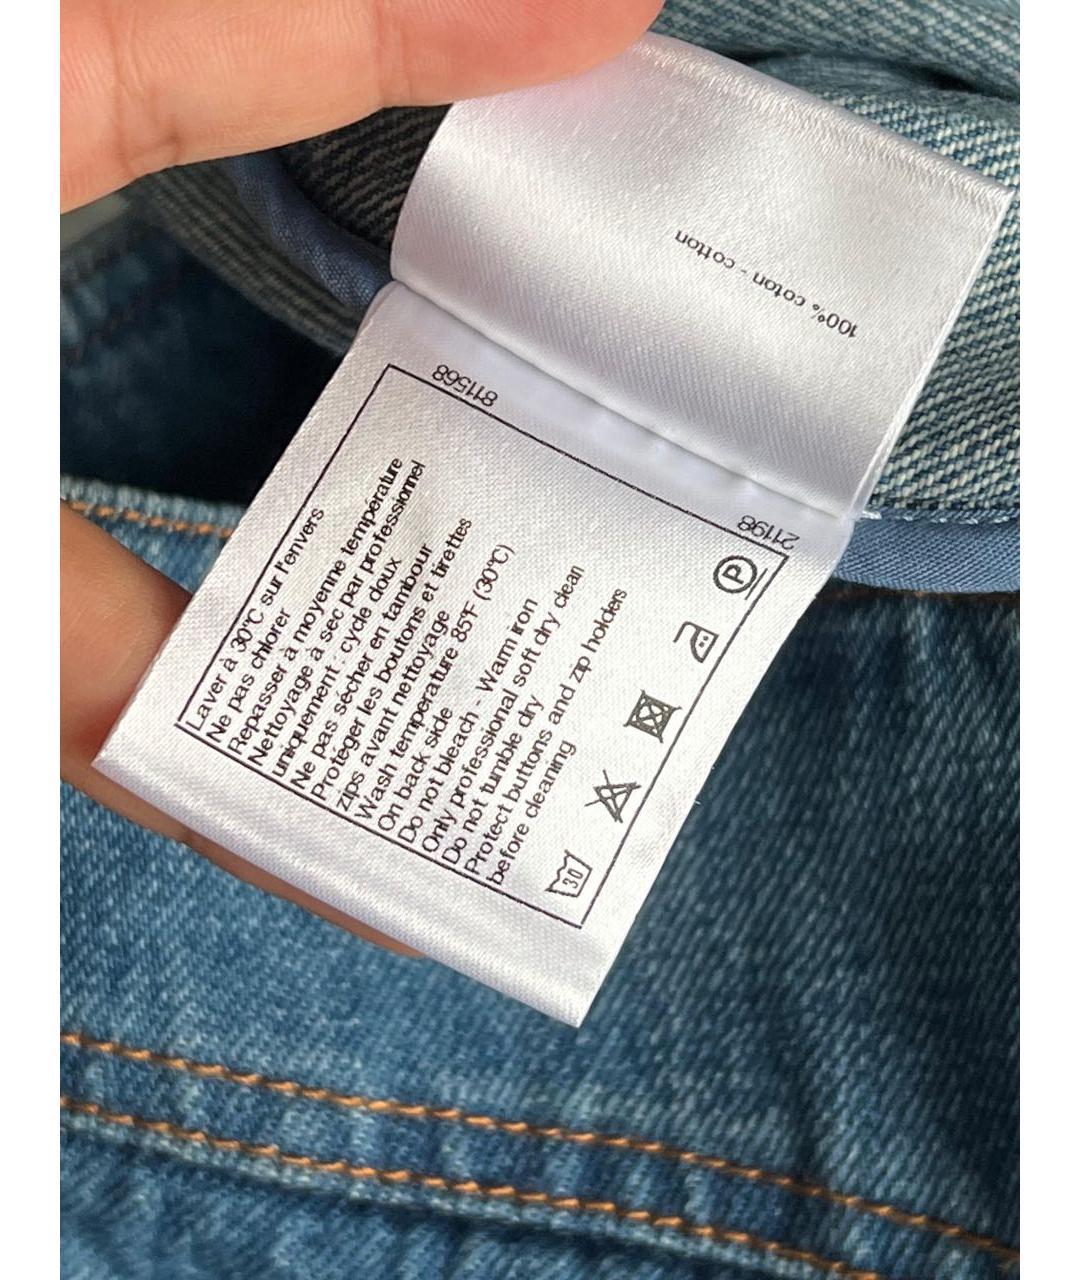 100% coton - cotton
811568
21198
Laver à 30°C sur l'envers
Ne pas chlorer
Repasser à moyenne température
Nettoyage à sec par professionnel
uniquement : cycle doux
Ne pas sécher en tambour
Protéger les boutons et tirettes
zips avant nettoyage
Wash temperature 85°F (30°C)
On back side
Do not bleach - Warm iron
Only professional soft dry clean
Do not tumble dry
Protect buttons and zip holders
before cleaning
30
P